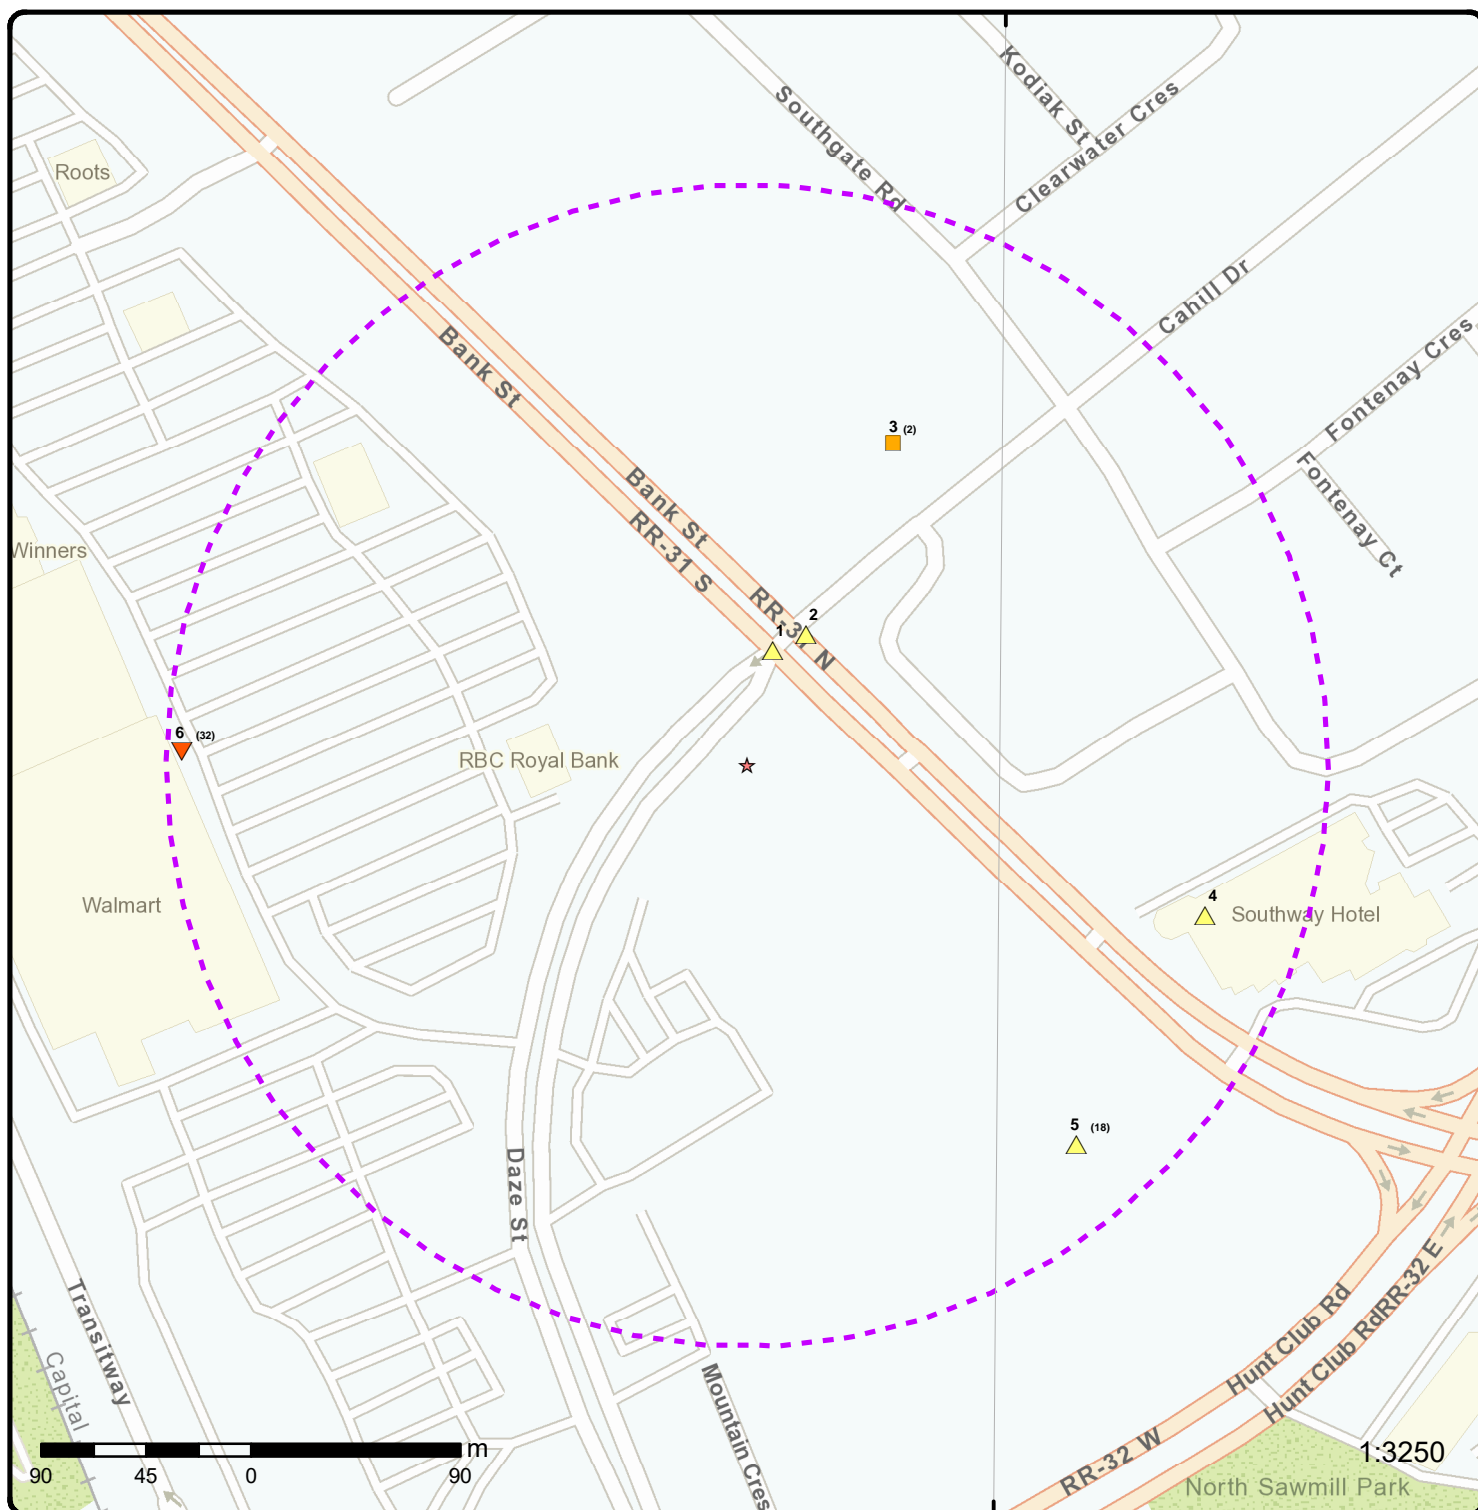 Kodiak St
Clearwater Cres
Southgate Rd
Roots
Cahill Dr
Fontenay Cres
Bank St
3 (2)
Fontenay Ct
Bank St
RR-31 S
Winners
RR-31 N
2
1
6 (32)
RBC Royal Bank
4
Walmart
Southway Hotel
5 (18)
Daze St
Hunt Club Rd
RR-32 E
Transitway
Hunt Club Rd
Capital
Mountain Cres
m
1:3250
RR-32 W
90 45 0 90
North Sawmill Park